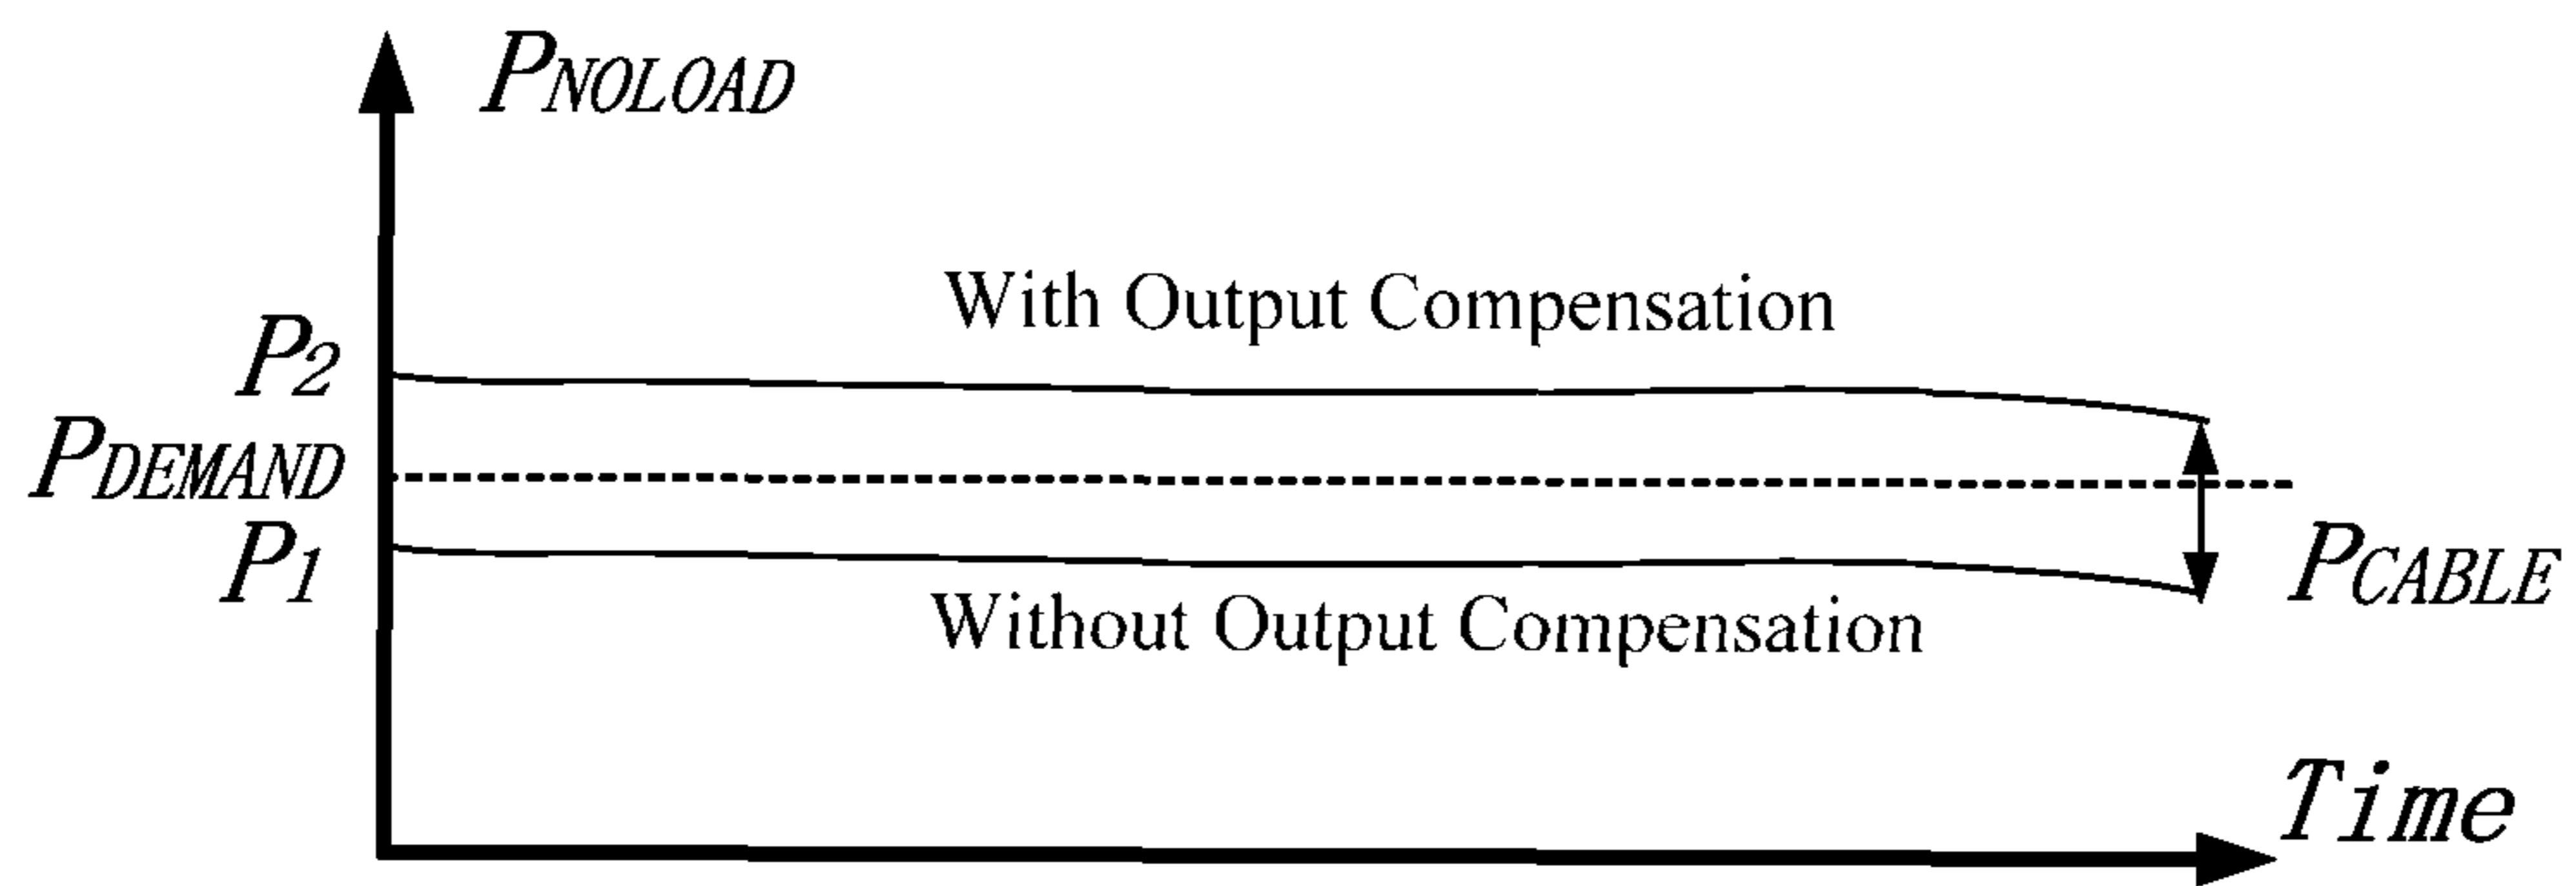 PNOLOAD
With Output Compensation
P2
PDEMAND
P1
PCABLE
Without Output Compensation
Time